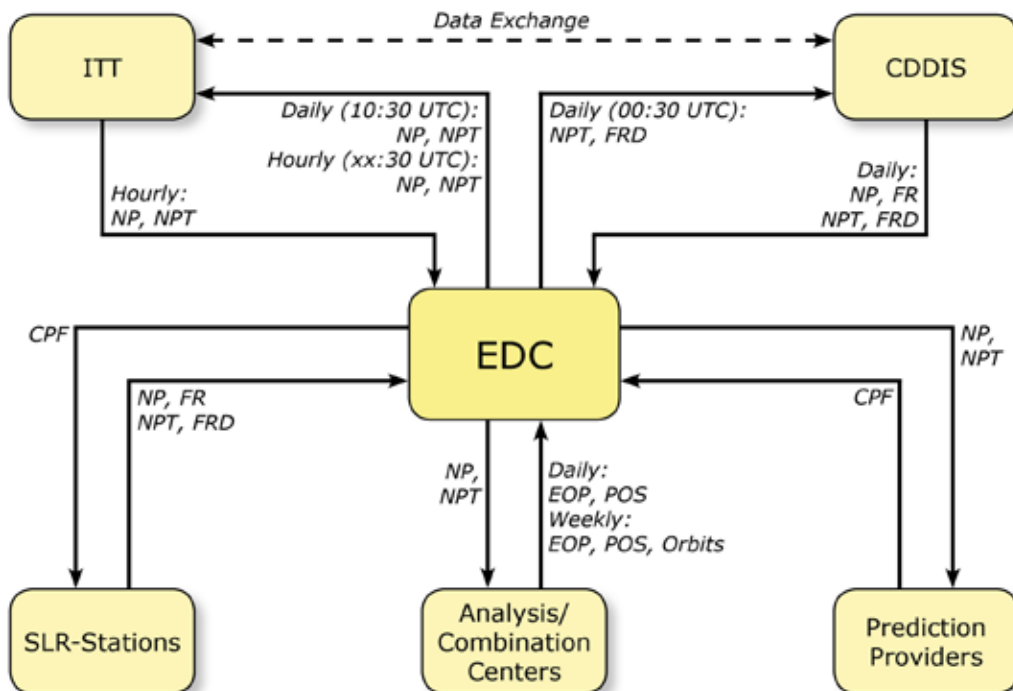 Data Exchange
ITT
CDDIS
Daily (10:30 UTC):
NP, NPT
Hourly (xx:30 UTC):
NP, NPT
Daily (00:30 UTC):
NPT, FRD
Hourly:
NP, NPT
Daily:
NP, FR
NPT, FRD
EDC
CPF
NP, FR
NPT, FRD
NP,
NPT
CPF
NP,
NPT
Daily:
EOP, POS
Weekly:
EOP, POS, Orbits
SLR-Stations
Analysis/
Combination
Centers
Prediction
Providers